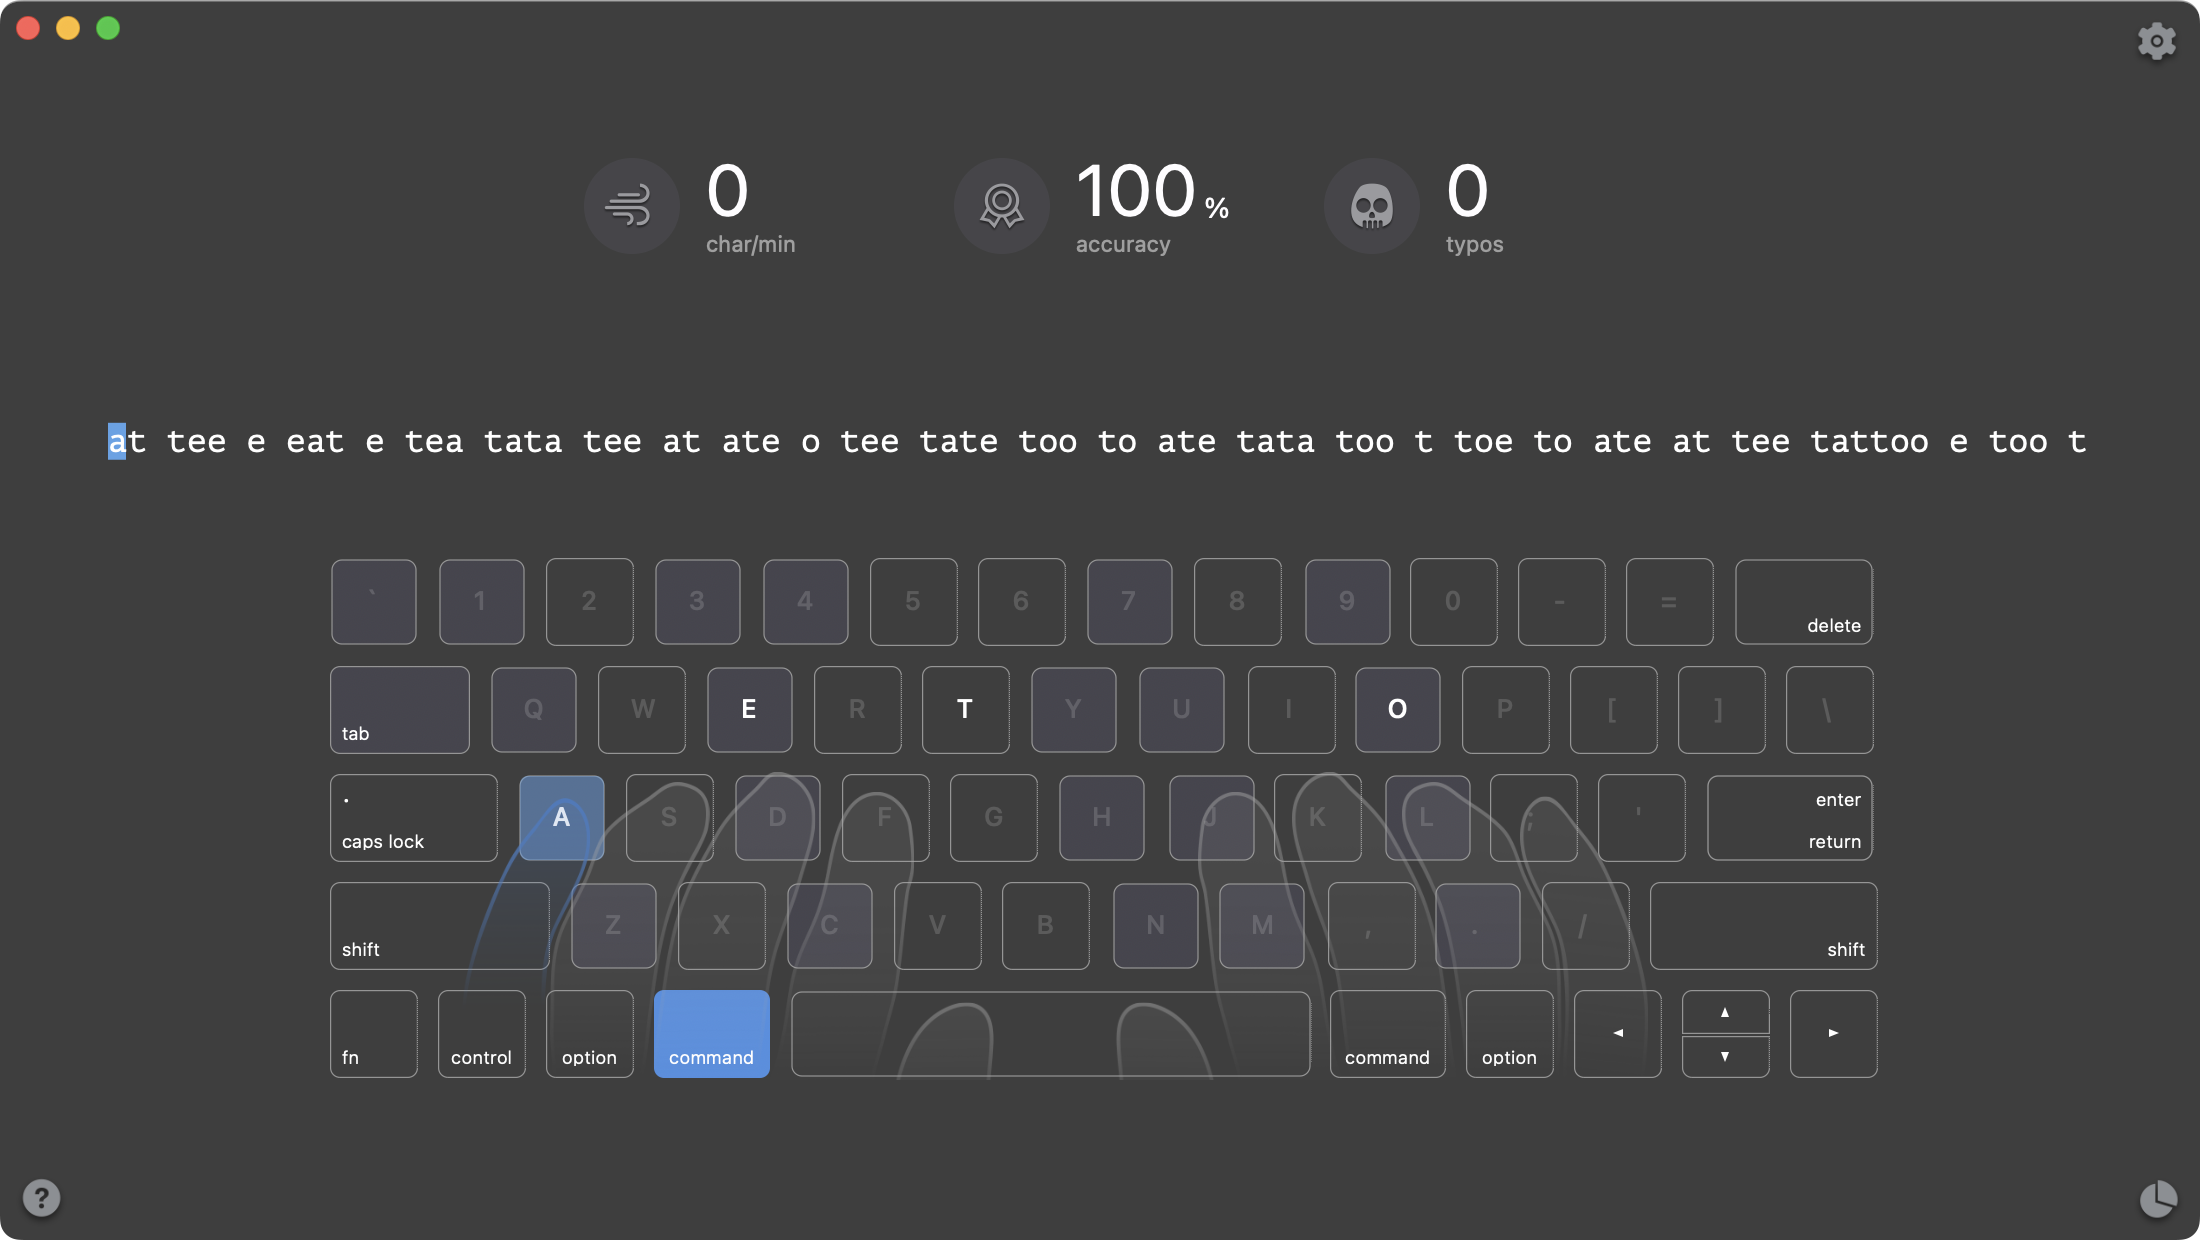 0
char/min
100 %
accuracy
0
typos
at tee e eat e tea tata tee at ate o tee tate too to ate tata too t toe to ate at tee tattoo e too t
` 1 2 3 4 5 6 7 8 9 0 - = delete
tab Q W E R T Y U I O P [ ] \
caps lock A S D F G H J K L ; ' enter return
shift Z X C V B N M , . / shift
fn control option command command option